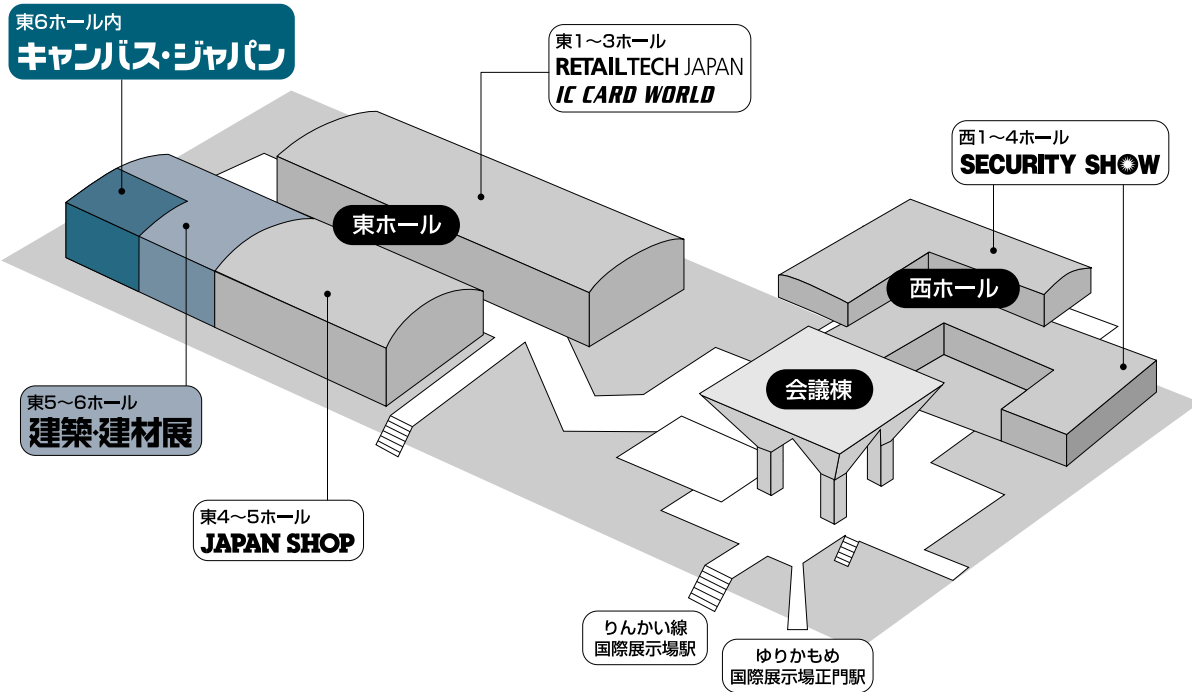 東6ホール内
キャンバス・ジャパン
東1～3ホール
RETAILTECH JAPAN
IC CARD WORLD
西1～4ホール
SECURITY SHOW
東ホール
西ホール
会議棟
東5～6ホール
建築・建材展
東4～5ホール
JAPAN SHOP
りんかい線
国際展示場駅
ゆりかもめ
国際展示場正門駅